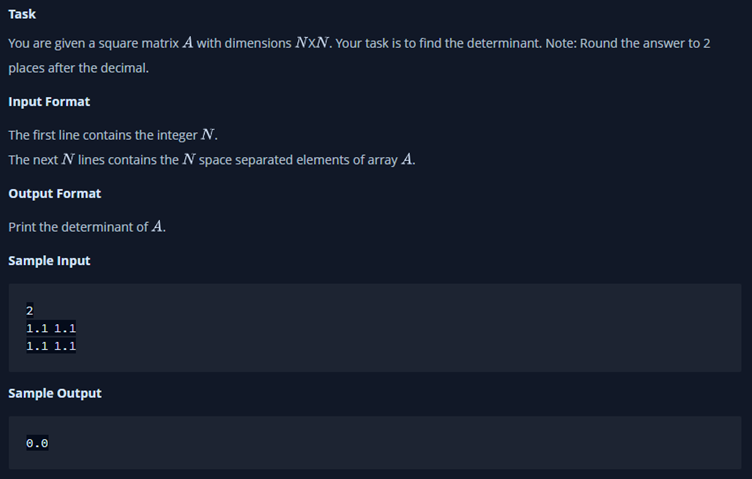 Task
You are given a square matrix A with dimensions NXN. Your task is to find the determinant. Note: Round the answer to 2
places after the decimal.
Input Format
The first line contains the integer N.
The next N lines contains the N space separated elements of array A.
Output Format
Print the determinant of A.
Sample Input
2
1.1 1.1
1.1 1.1
Sample Output
0.0